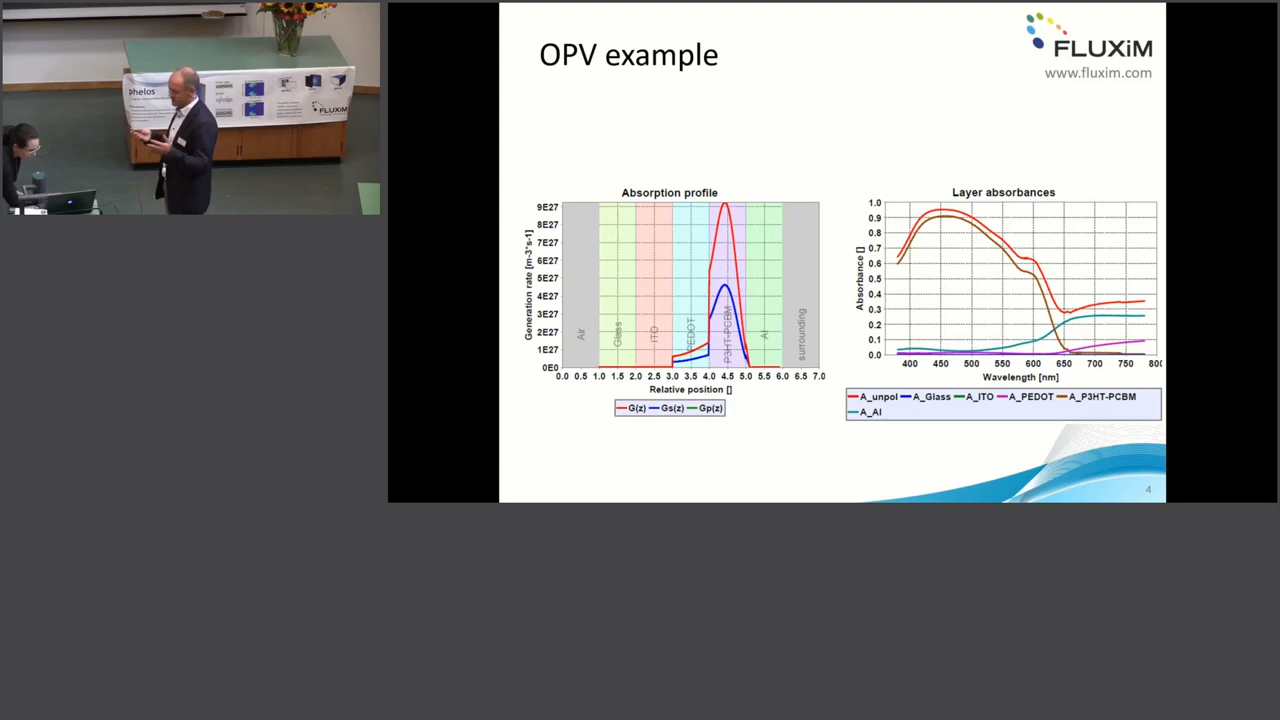 phelos
FLUXiM
OPV example
FLUXiM
www.fluxim.com
Absorption profile
Generation rate [m-3*s-1]
9E27
8E27
7E27
6E27
5E27
4E27
3E27
2E27
1E27
0E0
Air
Glass
ITO
PEDOT
P3HT-PCBM
Al
surrounding
0.0 0.5 1.0 1.5 2.0 2.5 3.0 3.5 4.0 4.5 5.0 5.5 6.0 6.5 7.0
Relative position []
G(z) Gs(z) Gp(z)
Layer absorbances
Absorbance []
1.0
0.9
0.8
0.7
0.6
0.5
0.4
0.3
0.2
0.1
0.0
400 450 500 550 600 650 700 750 80
Wavelength [nm]
A_unpol A_Glass A_ITO A_PEDOT A_P3HT-PCBM
A_Al
4